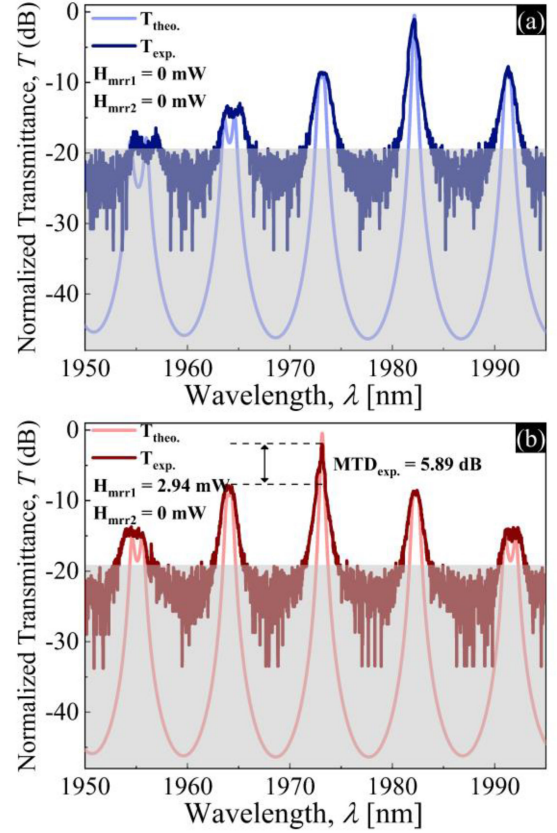 (a)
T_theo.
T_exp.
H_mrr1 = 0 mW
H_mrr2 = 0 mW
Normalized Transmittance, T (dB)
0
-10
-20
-30
-40
1950 1960 1970 1980 1990
Wavelength, λ [nm]
(b)
T_theo.
T_exp.
H_mrr1 = 2.94 mW
H_mrr2 = 0 mW
MTD_exp. = 5.89 dB
Normalized Transmittance, T (dB)
0
-10
-20
-30
-40
1950 1960 1970 1980 1990
Wavelength, λ [nm]